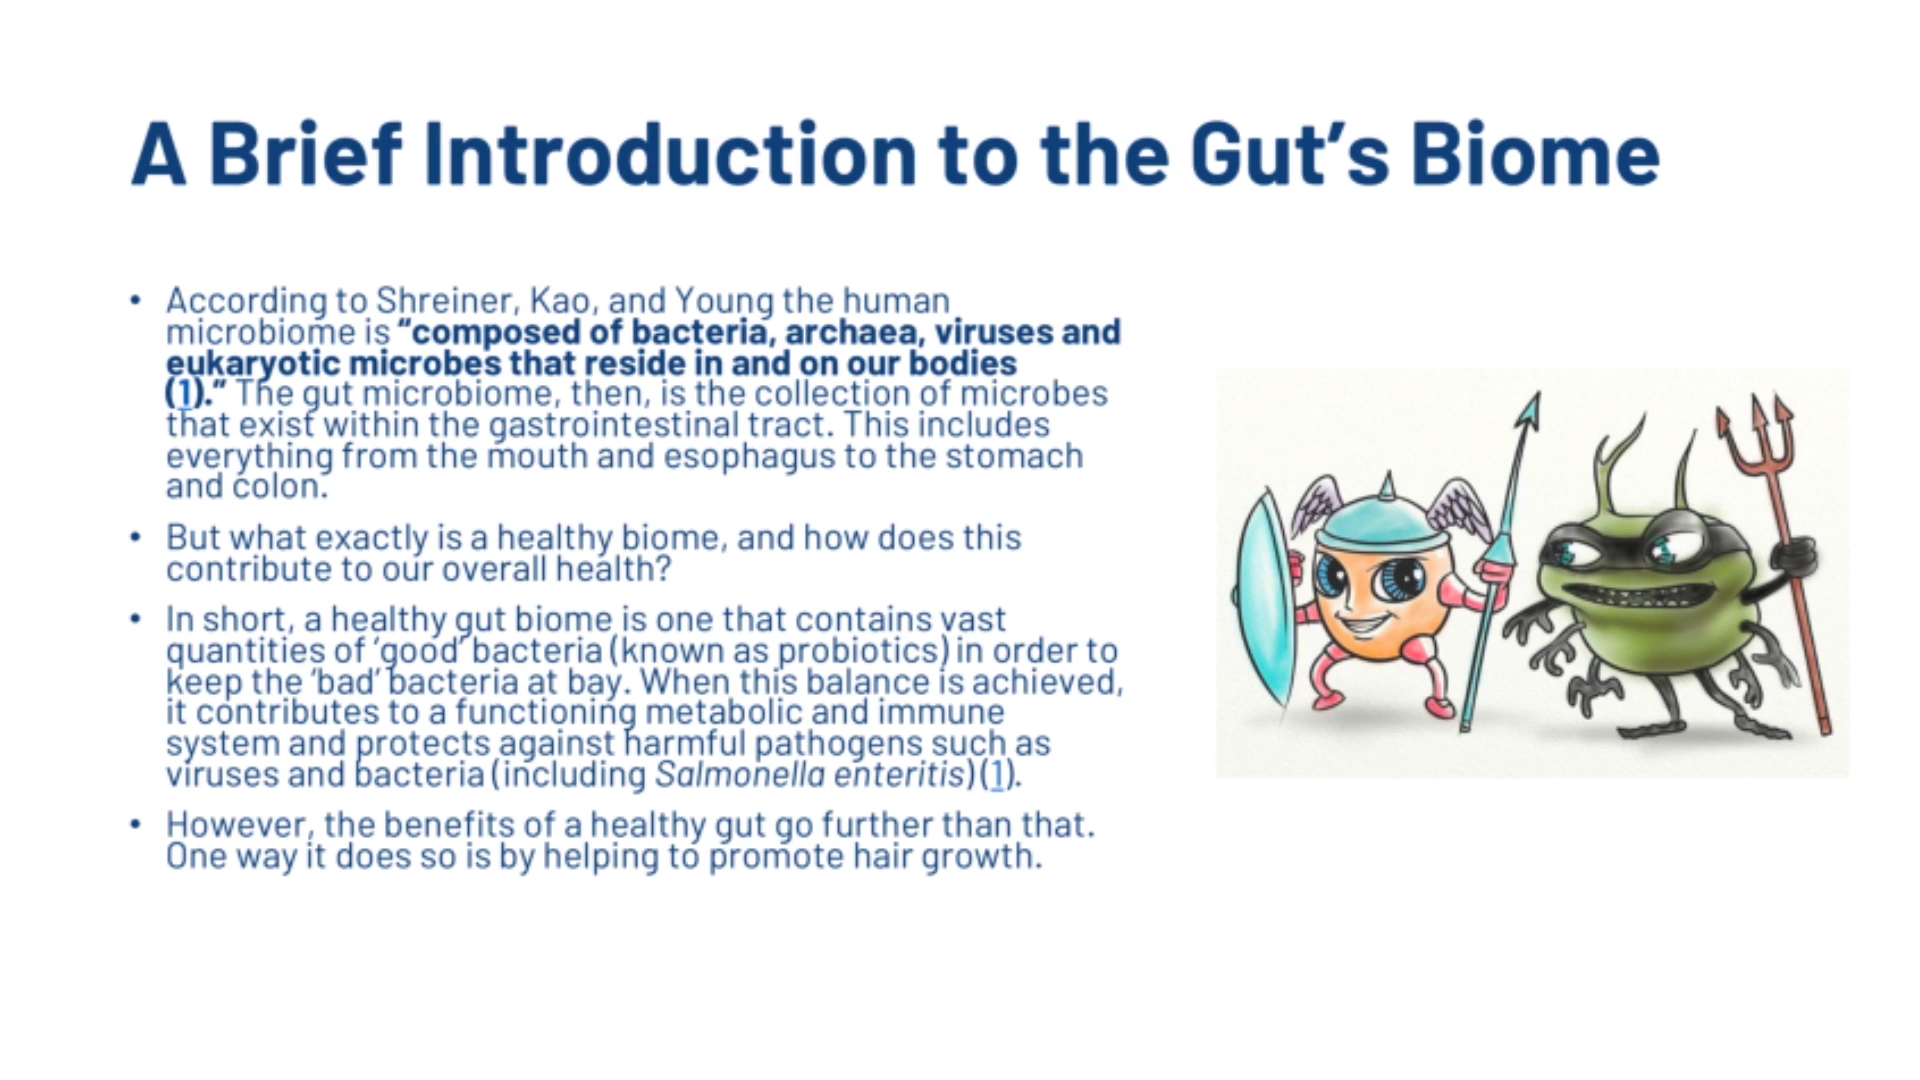 A Brief Introduction to the Gut’s Biome
• According to Shreiner, Kao, and Young the human
microbiome is “composed of bacteria, archaea, viruses and
eukaryotic microbes that reside in and on our bodies
(1).” The gut microbiome, then, is the collection of microbes
that exist within the gastrointestinal tract. This includes
everything from the mouth and esophagus to the stomach
and colon.
• But what exactly is a healthy biome, and how does this
contribute to our overall health?
• In short, a healthy gut biome is one that contains vast
quantities of ‘good’ bacteria (known as probiotics) in order to
keep the ‘bad’ bacteria at bay. When this balance is achieved,
it contributes to a functioning metabolic and immune
system and protects against harmful pathogens such as
viruses and bacteria (including Salmonella enteritis)(1).
• However, the benefits of a healthy gut go further than that.
One way it does so is by helping to promote hair growth.